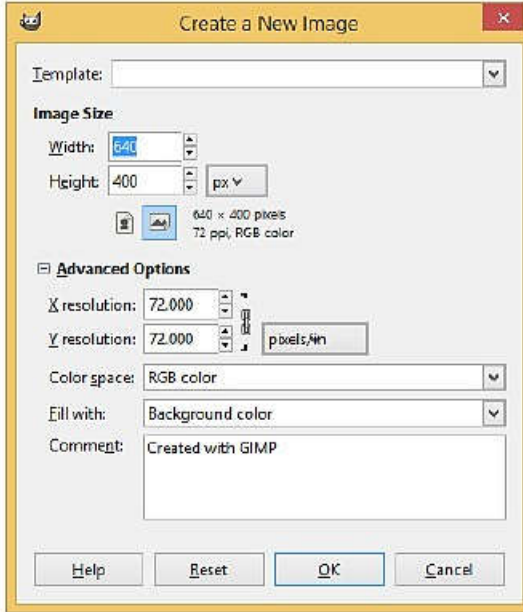 Create a New Image
Template:
Image Size
Width: 640
Height: 400 px
640 × 400 pixels
72 ppi, RGB color
Advanced Options
X resolution: 72.000
Y resolution: 72.000 pixels/in
Color space: RGB color
Fill with: Background color
Comment: Created with GIMP
Help Reset OK Cancel